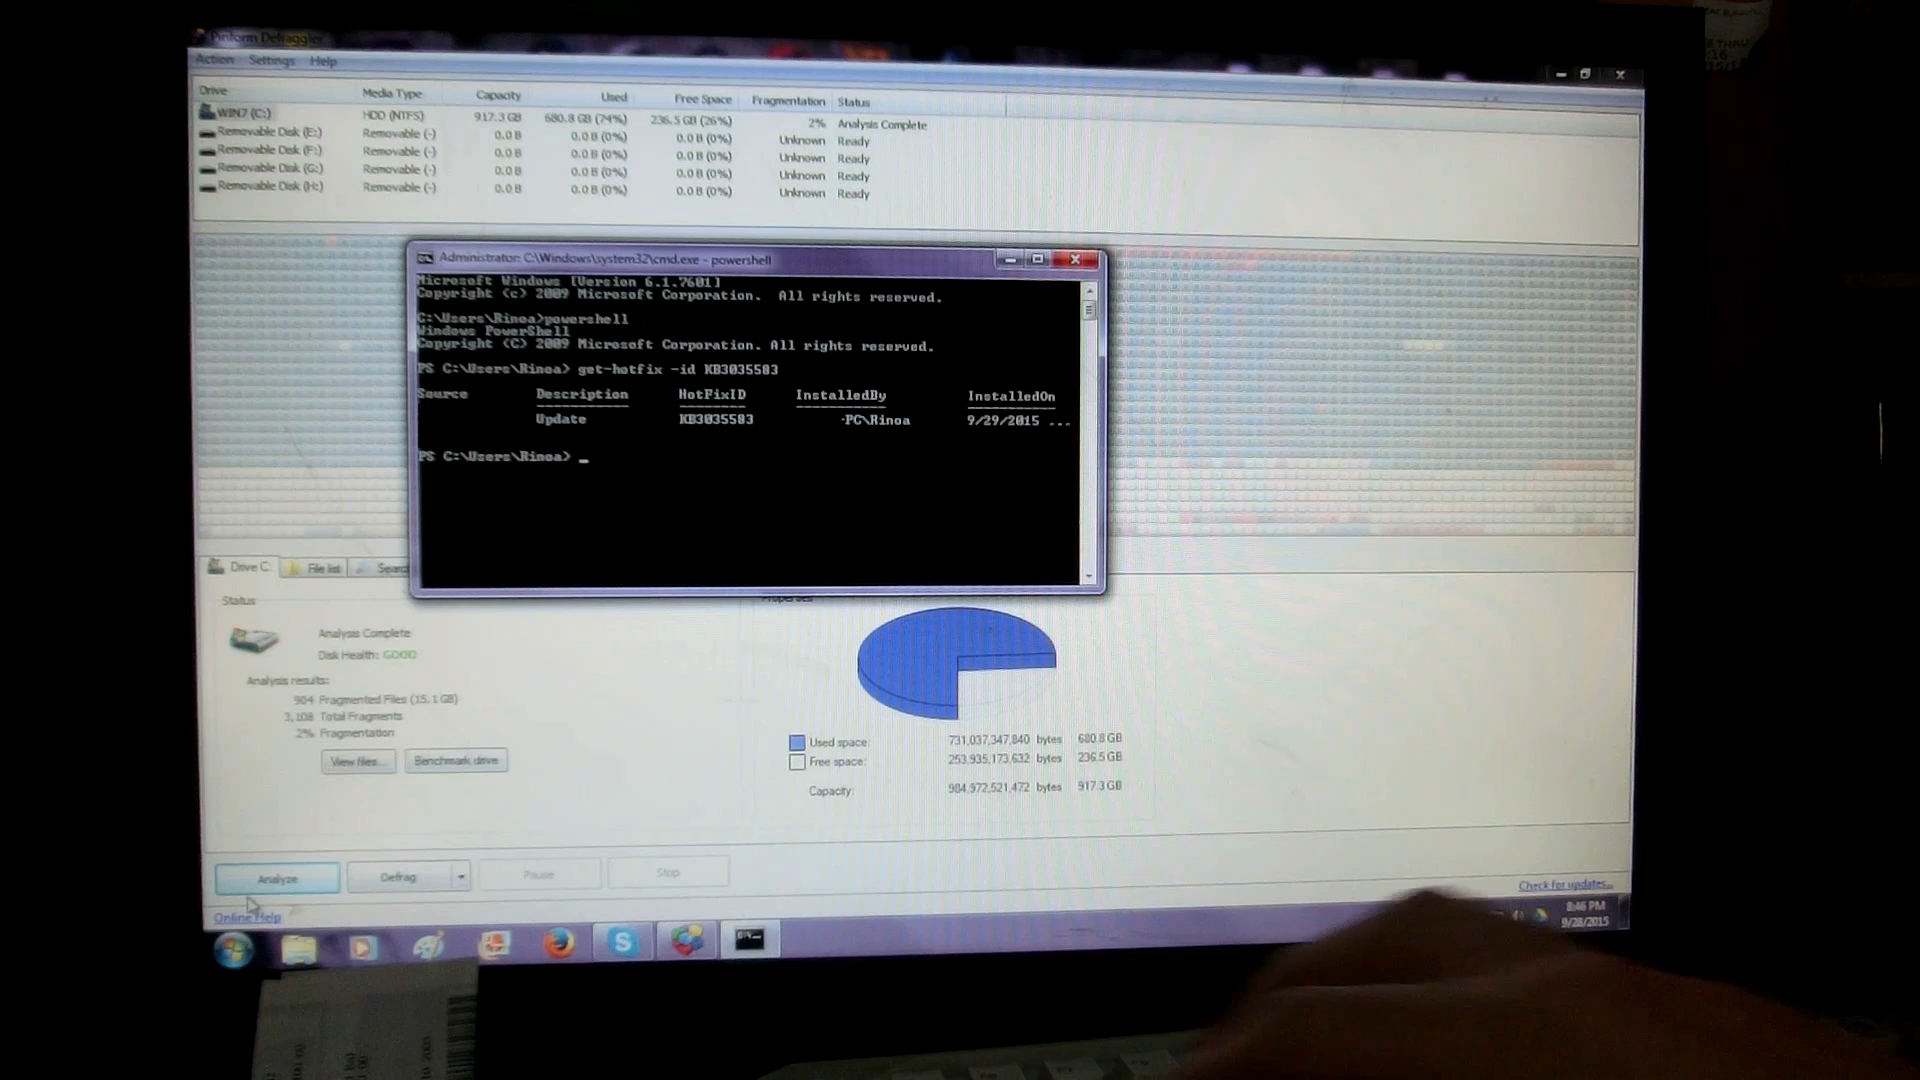 Piriform Defraggler
Action Settings Help
Drive Media Type Capacity Used Free Space Fragmentation Status
WIN7 (C:) HDD (NTFS) 917.3 GB 680.8 GB (74%) 236.5 GB (26%) 2% Analysis Complete
Removable Disk (E:) Removable (-) 0.0 B 0.0 B (0%) 0.0 B (0%) Unknown Ready
Removable Disk (F:) Removable (-) 0.0 B 0.0 B (0%) 0.0 B (0%) Unknown Ready
Removable Disk (G:) Removable (-) 0.0 B 0.0 B (0%) 0.0 B (0%) Unknown Ready
Removable Disk (H:) Removable (-) 0.0 B 0.0 B (0%) 0.0 B (0%) Unknown Ready
Administrator: C:\Windows\system32\cmd.exe - powershell
Microsoft Windows [Version 6.1.7601]
Copyright (c) 2009 Microsoft Corporation. All rights reserved.
C:\Users\Rinoa>powershell
Windows PowerShell
Copyright (C) 2009 Microsoft Corporation. All rights reserved.
PS C:\Users\Rinoa> get-hotfix -id KB3035583
Source Description HotFixID InstalledBy InstalledOn
Update KB3035583 -PC\Rinoa 9/29/2015 ...
PS C:\Users\Rinoa> _
Drive C: File list Search
Status
Properties
Analysis Complete
Disk Health: GOOD
Analysis results:
904 Fragmented Files (15.1 GB)
3,108 Total Fragments
2% Fragmentation
View files... Benchmark drive
Used space: 731,037,347,840 bytes 680.8 GB
Free space: 253,935,173,632 bytes 236.5 GB
Capacity: 984,972,521,472 bytes 917.3 GB
Analyze Defrag Pause Stop
Online Help
Check for updates...
8:46 PM
9/28/2015